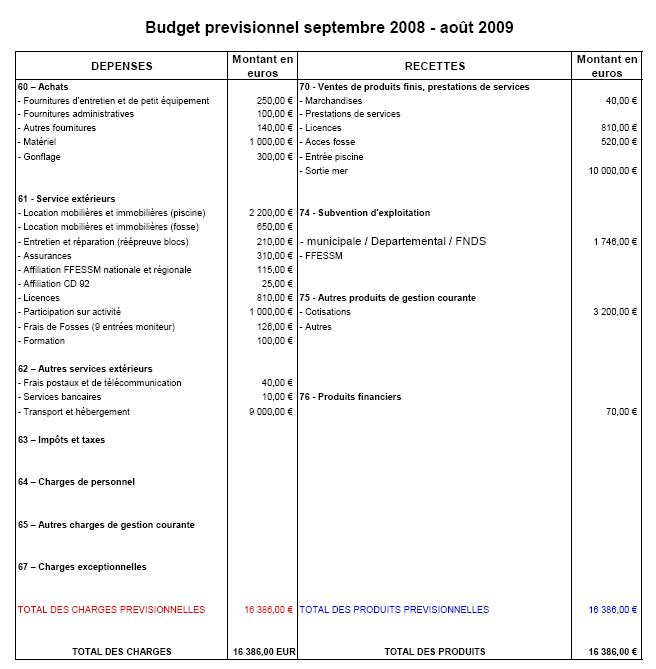 Budget previsionnel septembre 2008 - août 2009
DEPENSES Montant en euros RECETTES Montant en euros
60 – Achats 70 - Ventes de produits finis, prestations de services
- Fournitures d'entretien et de petit équipement 250,00 € - Marchandises 40,00 €
- Fournitures administratives 100,00 € - Prestations de services
- Autres fournitures 140,00 € - Licences 810,00 €
- Matériel 1 000,00 € - Acces fosse 520,00 €
- Gonflage 300,00 € - Entrée piscine
- Sortie mer 10 000,00 €
61 - Service extérieurs
- Location mobilières et immobilières (piscine) 2 200,00 € 74 - Subvention d'exploitation
- Location mobilières et immobilières (fosse) 650,00 €
- Entretien et réparation (réépreuve blocs) 210,00 € - municipale / Departemental / FNDS 1 746,00 €
- Assurances 310,00 € - FFESSM
- Affiliation FFESSM nationale et régionale 115,00 €
- Affiliation CD 92 25,00 €
- Licences 810,00 € 75 - Autres produits de gestion courante
- Participation sur activité 1 000,00 € - Cotisations 3 200,00 €
- Frais de Fosses (9 entrées moniteur) 126,00 € - Autres
- Formation 100,00 €
62 – Autres services extérieurs
- Frais postaux et de télécommunication 40,00 €
- Services bancaires 10,00 € 76 - Produits financiers
- Transport et hébergement 9 000,00 € 70,00 €
63 – Impôts et taxes
64 – Charges de personnel
65 – Autres charges de gestion courante
67 – Charges exceptionnelles
TOTAL DES CHARGES PREVISIONNELLES 16 386,00 € TOTAL DES PRODUITS PREVISIONNELLES 16 386,00 €
TOTAL DES CHARGES 16 386,00 EUR TOTAL DES PRODUITS 16 386,00 €